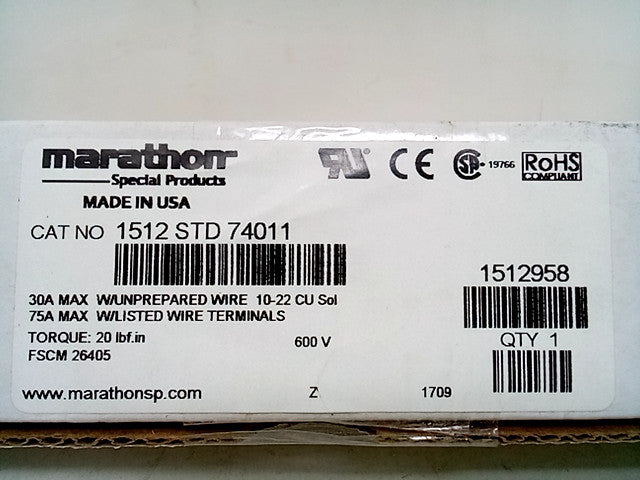 marathon
Special Products
MADE IN USA
CAT NO 1512 STD 74011
CE
SP 19766
RoHS
COMPLIANT
30A MAX W/UNPREPARED WIRE 10-22 CU Sol
75A MAX W/LISTED WIRE TERMINALS
TORQUE: 20 lbf.in
600 V
FSCM 26405
1512958
QTY 1
www.marathonsp.com
Z
1709